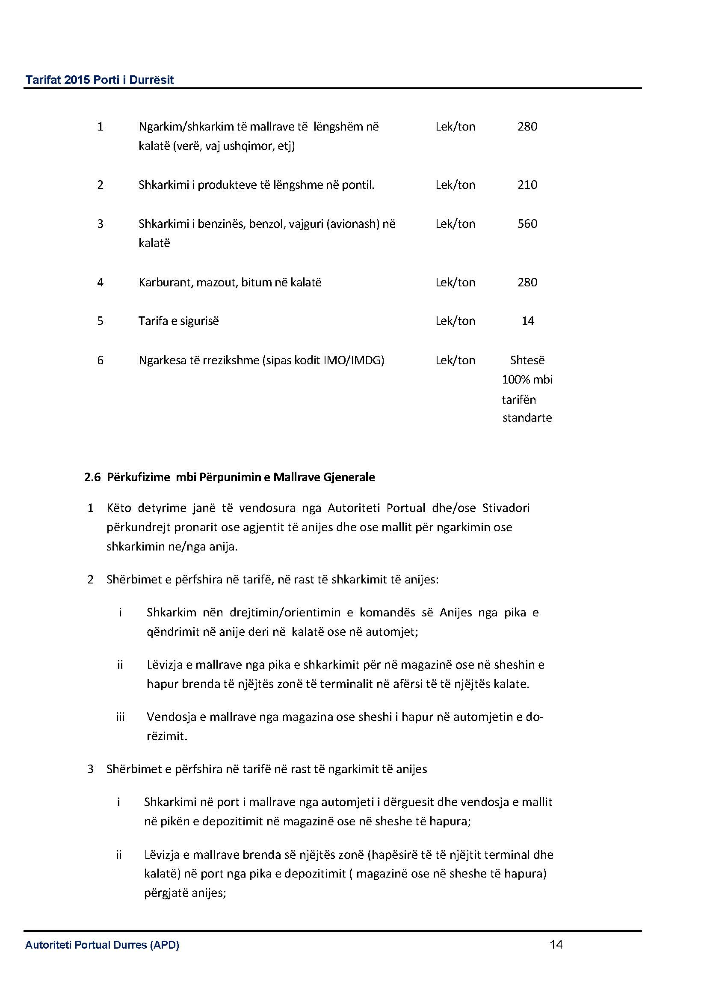 Tarifat 2015 Porti i Durrësit
1 Ngarkim/shkarkim të mallrave të lëngshëm në Lek/ton 280
kalatë (verë, vaj ushqimor, etj)
2 Shkarkimi i produkteve të lëngshme në pontil. Lek/ton 210
3 Shkarkimi i benzinës, benzol, vajguri (avionash) në Lek/ton 560
kalatë
4 Karburant, mazout, bitum në kalatë Lek/ton 280
5 Tarifa e sigurisë Lek/ton 14
6 Ngarkesa të rrezikshme (sipas kodit IMO/IMDG) Lek/ton Shtesë
100% mbi
tarifën
standarte
2.6 Përkufizime mbi Përpunimin e Mallrave Gjenerale
1 Këto detyrime janë të vendosura nga Autoriteti Portual dhe/ose Stivadori
përkundrejt pronarit ose agjentit të anijes dhe ose mallit për ngarkimin ose
shkarkimin ne/nga anija.
2 Shërbimet e përfshira në tarifë, në rast të shkarkimit të anijes:
i Shkarkim nën drejtimin/orientimin e komandës së Anijes nga pika e
qëndrimit në anije deri në kalatë ose në automjet;
ii Lëvizja e mallrave nga pika e shkarkimit për në magazinë ose në sheshin e
hapur brenda të njëjtës zonë të terminalit në afërsi të të njëjtës kalate.
iii Vendosja e mallrave nga magazina ose sheshi i hapur në automjetin e do-
rëzimit.
3 Shërbimet e përfshira në tarifë në rast të ngarkimit të anijes
i Shkarkimi në port i mallrave nga automjeti i dërguesit dhe vendosja e mallit
në pikën e depozitimit në magazinë ose në sheshe të hapura;
ii Lëvizja e mallrave brenda së njëjtës zonë (hapësirë të të njëjtit terminal dhe
kalatë) në port nga pika e depozitimit ( magazinë ose në sheshe të hapura)
përgjatë anijes;
Autoriteti Portual Durres (APD) 14